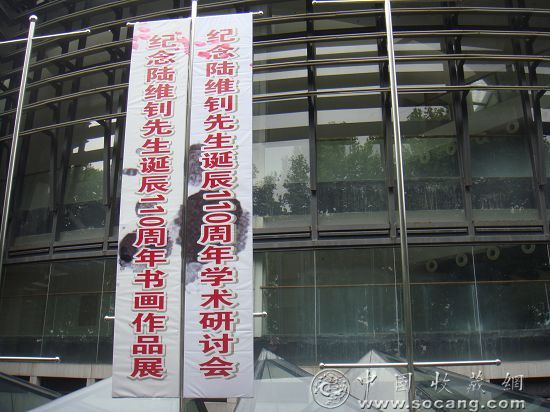 纪念陆维钊先生诞辰110周年书画作品展
纪念陆维钊先生诞辰110周年学术研讨会
中国收藏網
www.socang.com